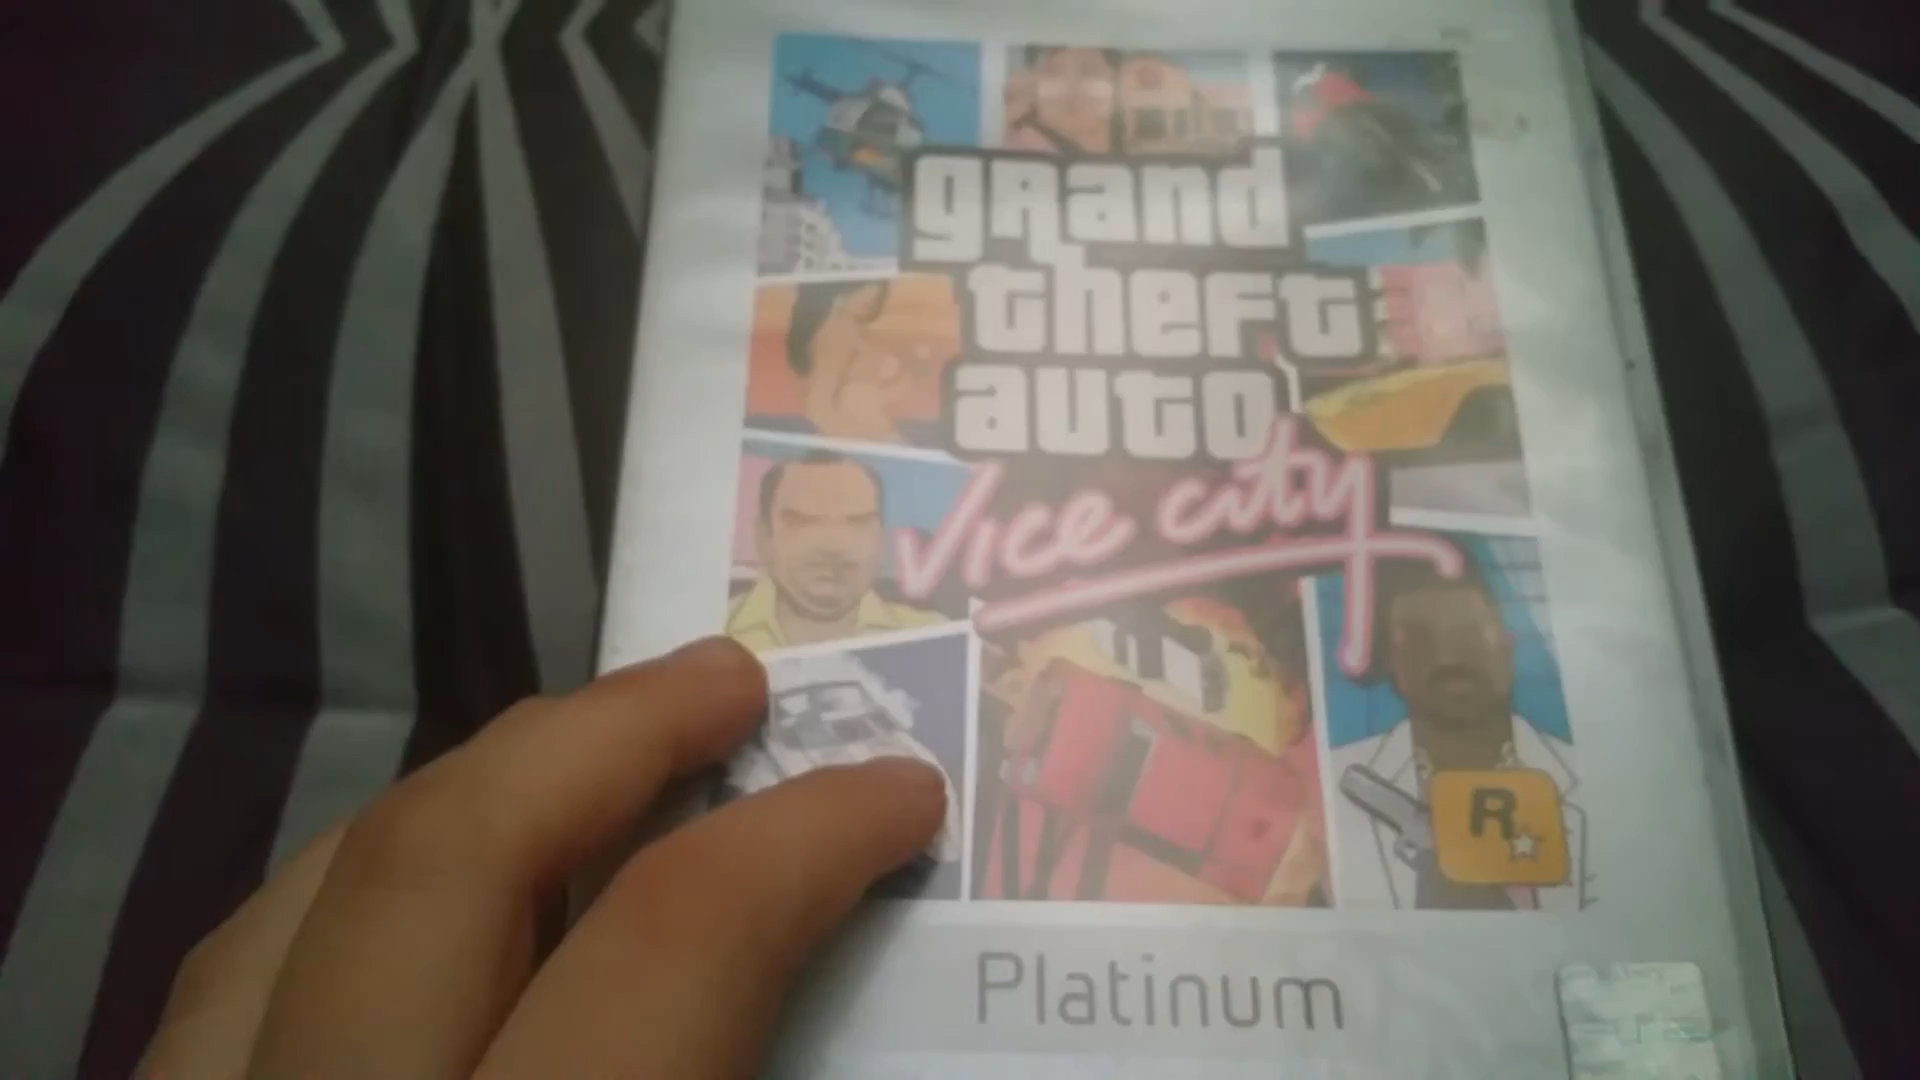 grand
theft
auto
vice city
R
Platinum